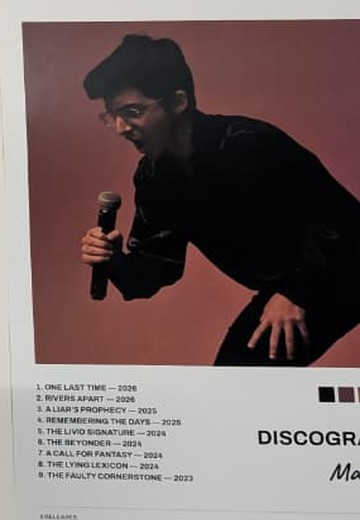 1. ONE LAST TIME — 2026
2. RIVERS APART — 2026
3. A LIAR'S PROPHECY — 2025
4. REMEMBERING THE DAYS — 2025
5. THE LIVIO SIGNATURE — 2024
6. THE BEYONDER — 2024
7. A CALL FOR FANTASY — 2024
8. THE LYING LEXICON — 2024
9. THE FAULTY CORNERSTONE — 2023
DISCOGRA
Ma